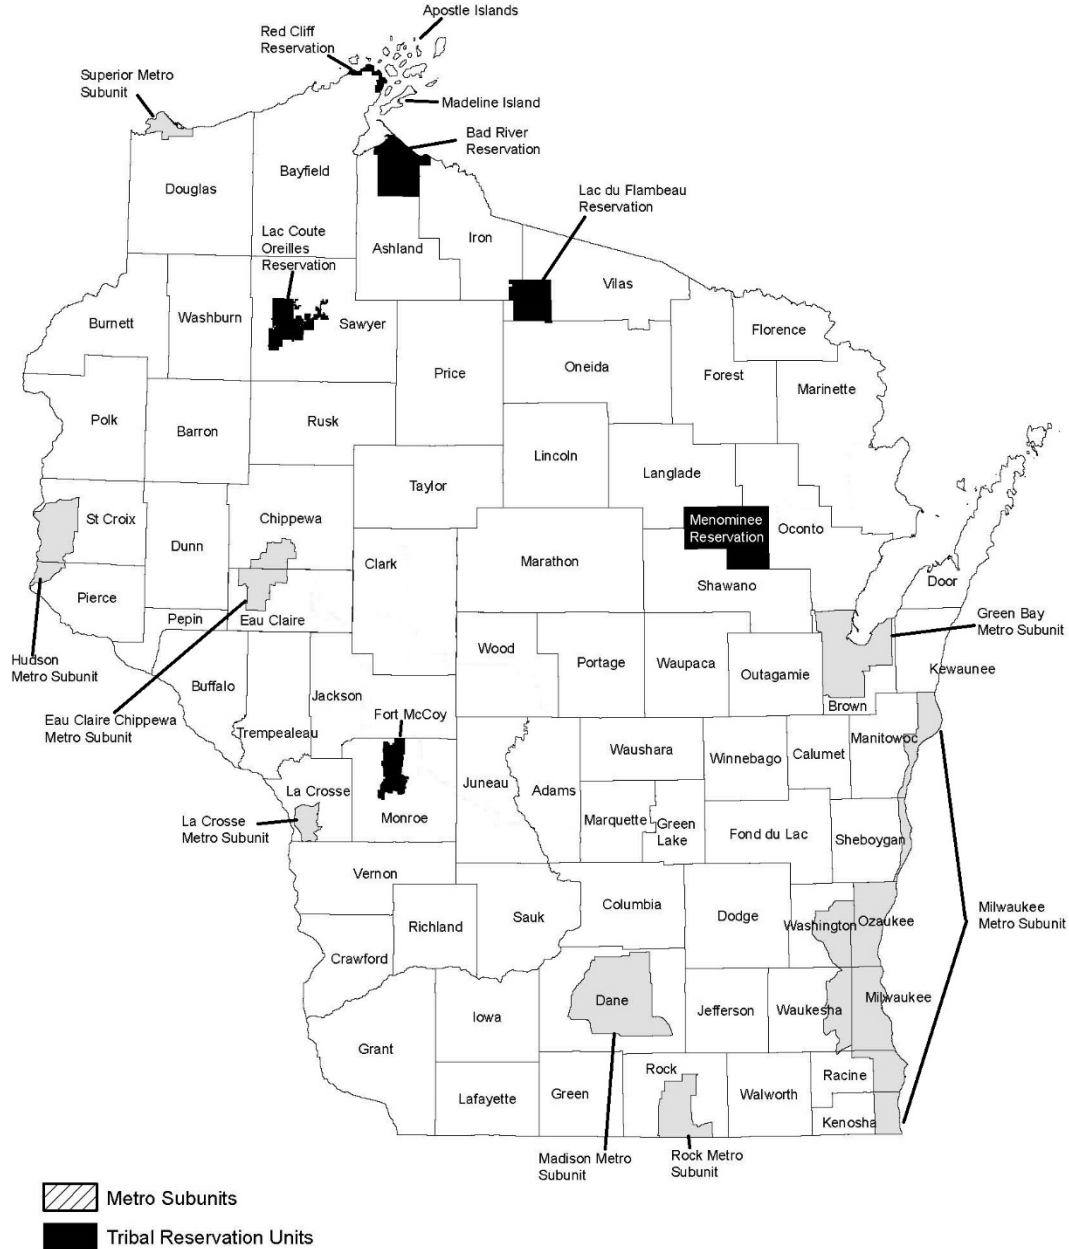 Apostle Islands
Red Cliff
Reservation
Superior Metro
Subunit
Madeline Island
Bad River
Reservation
Bayfield
Douglas
Lac du Flambeau
Reservation
Lac Coute
Oreilles
Reservation
Ashland
Iron
Vilas
Burnett
Washburn
Sawyer
Florence
Price
Oneida
Forest
Marinette
Polk
Barron
Rusk
Lincoln
Langlade
Taylor
St Croix
Chippewa
Menominee
Reservation
Oconto
Dunn
Clark
Marathon
Shawano
Door
Pierce
Pepin
Eau Claire
Green Bay
Metro Subunit
Hudson
Metro Subunit
Wood
Portage
Waupaca
Outagamie
Kewaunee
Buffalo
Jackson
Brown
Eau Claire Chippewa
Metro Subunit
Trempealeau
Fort McCoy
Manitowoc
Waushara
Winnebago
Calumet
Juneau
Adams
La Crosse
La Crosse
Metro Subunit
Monroe
Marquette
Green
Lake
Fond du Lac
Sheboygan
Vernon
Richland
Sauk
Columbia
Dodge
Washington
Ozaukee
Milwaukee
Metro Subunit
Crawford
Dane
Jefferson
Waukesha
Milwaukee
Iowa
Grant
Rock
Racine
Lafayette
Green
Walworth
Kenosha
Madison Metro
Subunit
Rock Metro
Subunit
Metro Subunits
Tribal Reservation Units